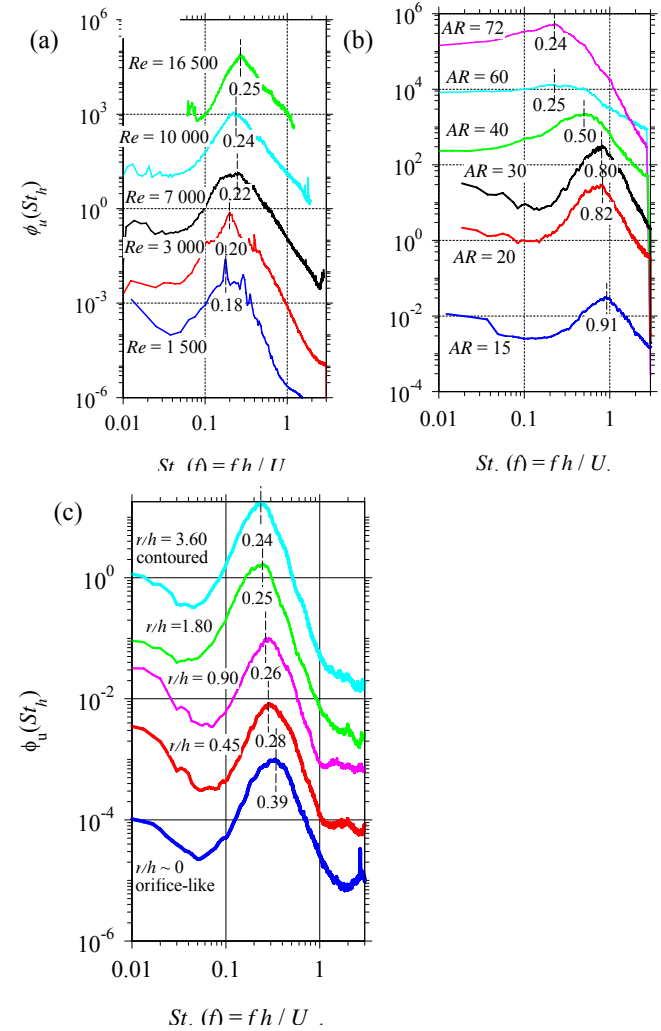 (a)
10^6
10^3
10^0
10^-3
10^-6
ϕ_u(St_h)
Re = 16 500
0.25
Re = 10 000
0.24
Re = 7 000
0.22
Re = 3 000
0.20
0.18
Re = 1 500
0.01
0.1
1
St (f) = f h / U
(b)
10^6
10^4
10^2
10^0
10^-2
10^-4
AR = 72
0.24
AR = 60
0.25
AR = 40
0.50
AR = 30
0.80
0.82
AR = 20
0.91
AR = 15
0.01
0.1
1
St (f) = f h / U
(c)
10^0
10^-2
10^-4
10^-6
ϕ_u(St_h)
r/h = 3.60
contoured
0.24
0.25
r/h =1.80
r/h = 0.90
0.26
r/h = 0.45
0.28
0.39
r/h ~ 0
orifice-like
0.01
0.1
1
St (f) = f h / U